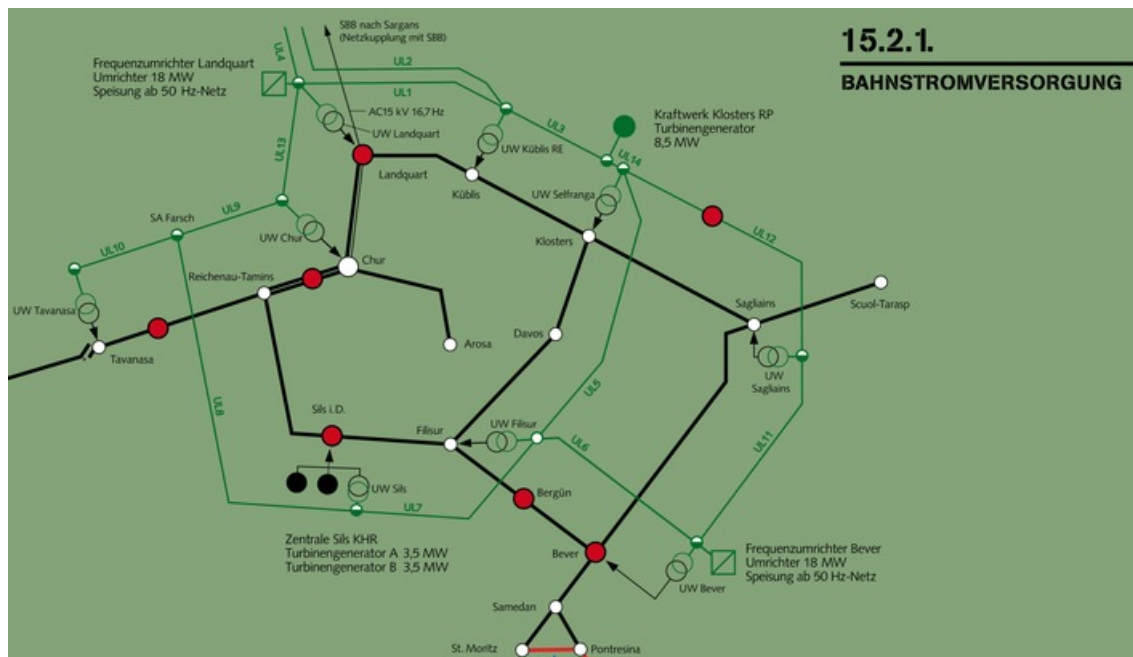 15.2.1.
BAHNSTROMVERSORGUNG
SBB nach Sargans
(Netzkupplung mit SBB)
Frequenzumrichter Landquart
Umrichter 18 MW
Speisung ab 50 Hz-Netz
UL4
UL2
UL1
AC15 kV 16,7 Hz
UW Landquart
UL3
Kraftwerk Klosters RP
Turbinengenerator
8,5 MW
UL13
UW Küblis RE
UL14
Landquart
Küblis
UW Selfranga
UL9
SA Farsch
UL10
UW Chur
Klosters
UL12
Chur
Reichenau-Tamins
UW Tavanasa
Sagliains
Scuol-Tarasp
Tavanasa
Arosa
Davos
UW
Sagliains
UL5
UL8
Sils i.D.
Filisur
UW Filisur
UL6
UL11
UW Sils
Bergün
UL7
Zentrale Sils KHR
Turbinengenerator A 3,5 MW
Turbinengenerator B 3,5 MW
Bever
Frequenzumrichter Bever
Umrichter 18 MW
Speisung ab 50 Hz-Netz
UW Bever
Samedan
St. Moritz
Pontresina